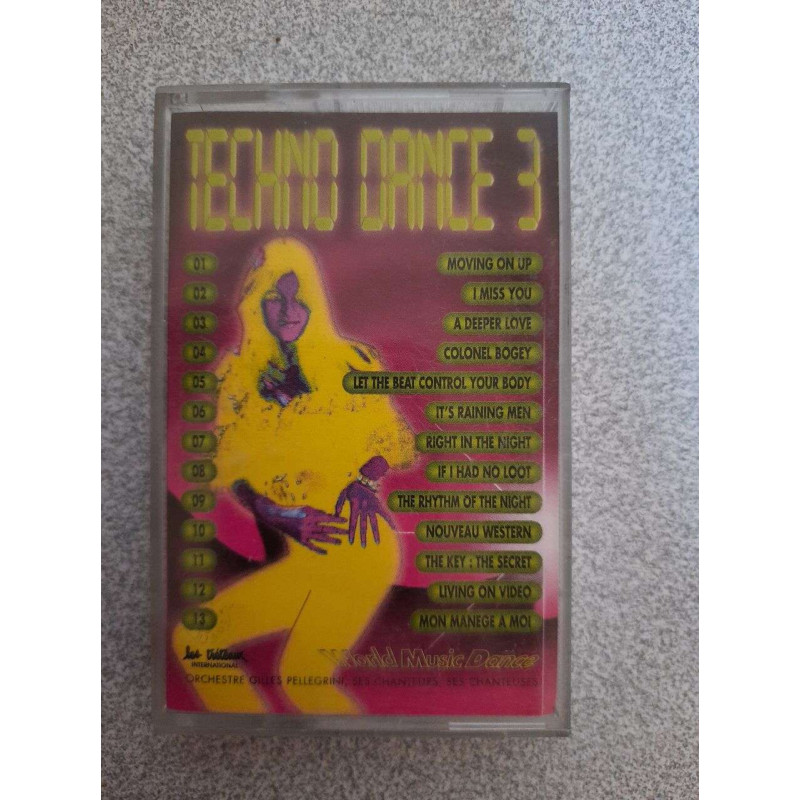 TECHNO DANCE 3
01 MOVING ON UP
02 I MISS YOU
03 A DEEPER LOVE
04 COLONEL BOGEY
05 LET THE BEAT CONTROL YOUR BODY
06 IT'S RAINING MEN
07 RIGHT IN THE NIGHT
08 IF I HAD NO LOOT
09 THE RHYTHM OF THE NIGHT
10 NOUVEAU WESTERN
11 THE KEY : THE SECRET
12 LIVING ON VIDEO
13 MON MANEGE A MOI
les
INTERNATIONAL
World Music Dance
ORCHESTRE GILLES PELLEGRINI, SES CHANTEURS, SES CHANTEUSES